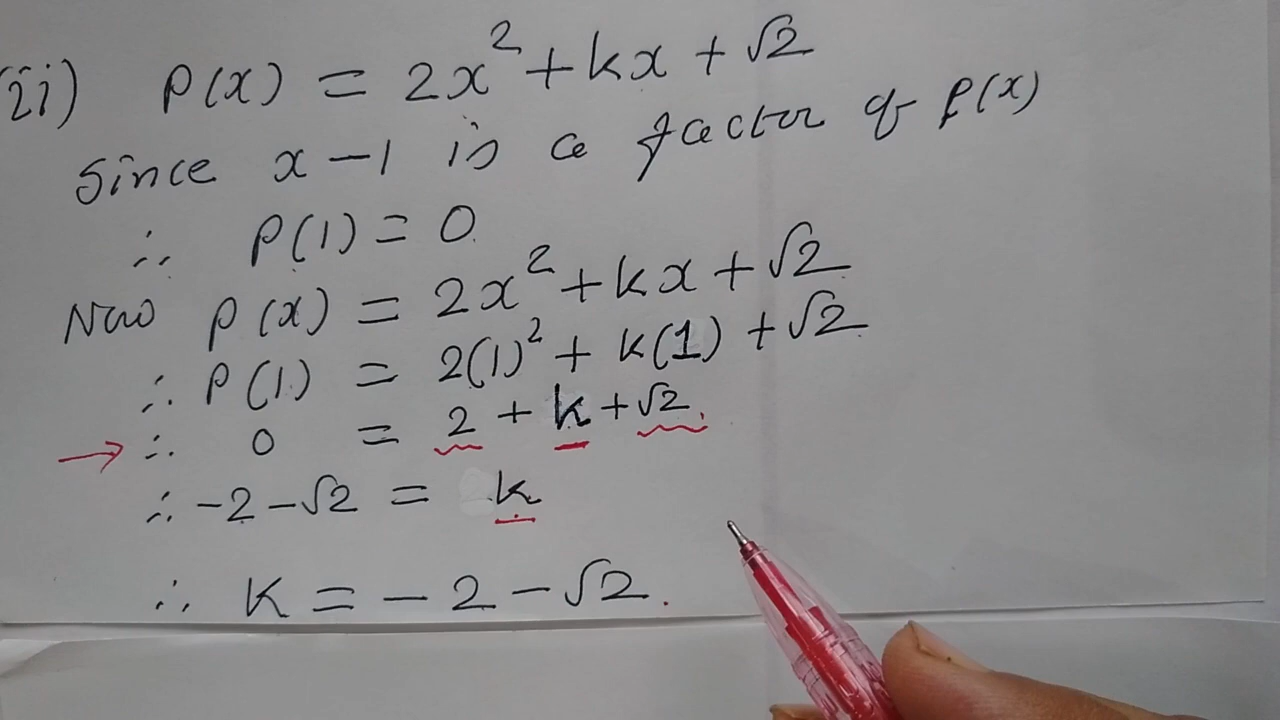 (ii) P(x) = 2x² + kx + √2
Since x - 1 is a factor of p(x)
∴ P(1) = 0
Now p(x) = 2x² + kx + √2
∴ P(1) = 2(1)² + k(1) + √2
→ ∴ 0 = 2 + k + √2.
∴ -2 - √2 = k
∴ K = - 2 - √2.